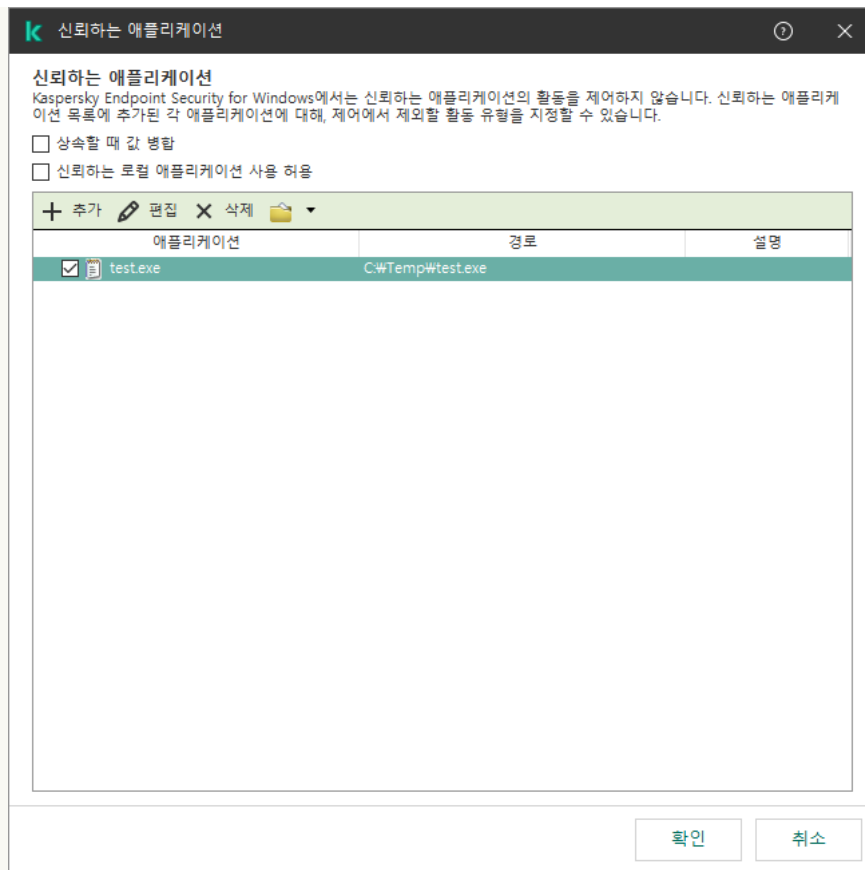 신뢰하는 애플리케이션
신뢰하는 애플리케이션
Kaspersky Endpoint Security for Windows에서는 신뢰하는 애플리케이션의 활동을 제어하지 않습니다. 신뢰하는 애플리케
이션 목록에 추가된 각 애플리케이션에 대해, 제어에서 제외할 활동 유형을 지정할 수 있습니다.
상속할 때 값 병합
신뢰하는 로컬 애플리케이션 사용 허용
추가 편집 삭제
애플리케이션 경로 설명
test.exe C:₩Temp₩test.exe
확인 취소